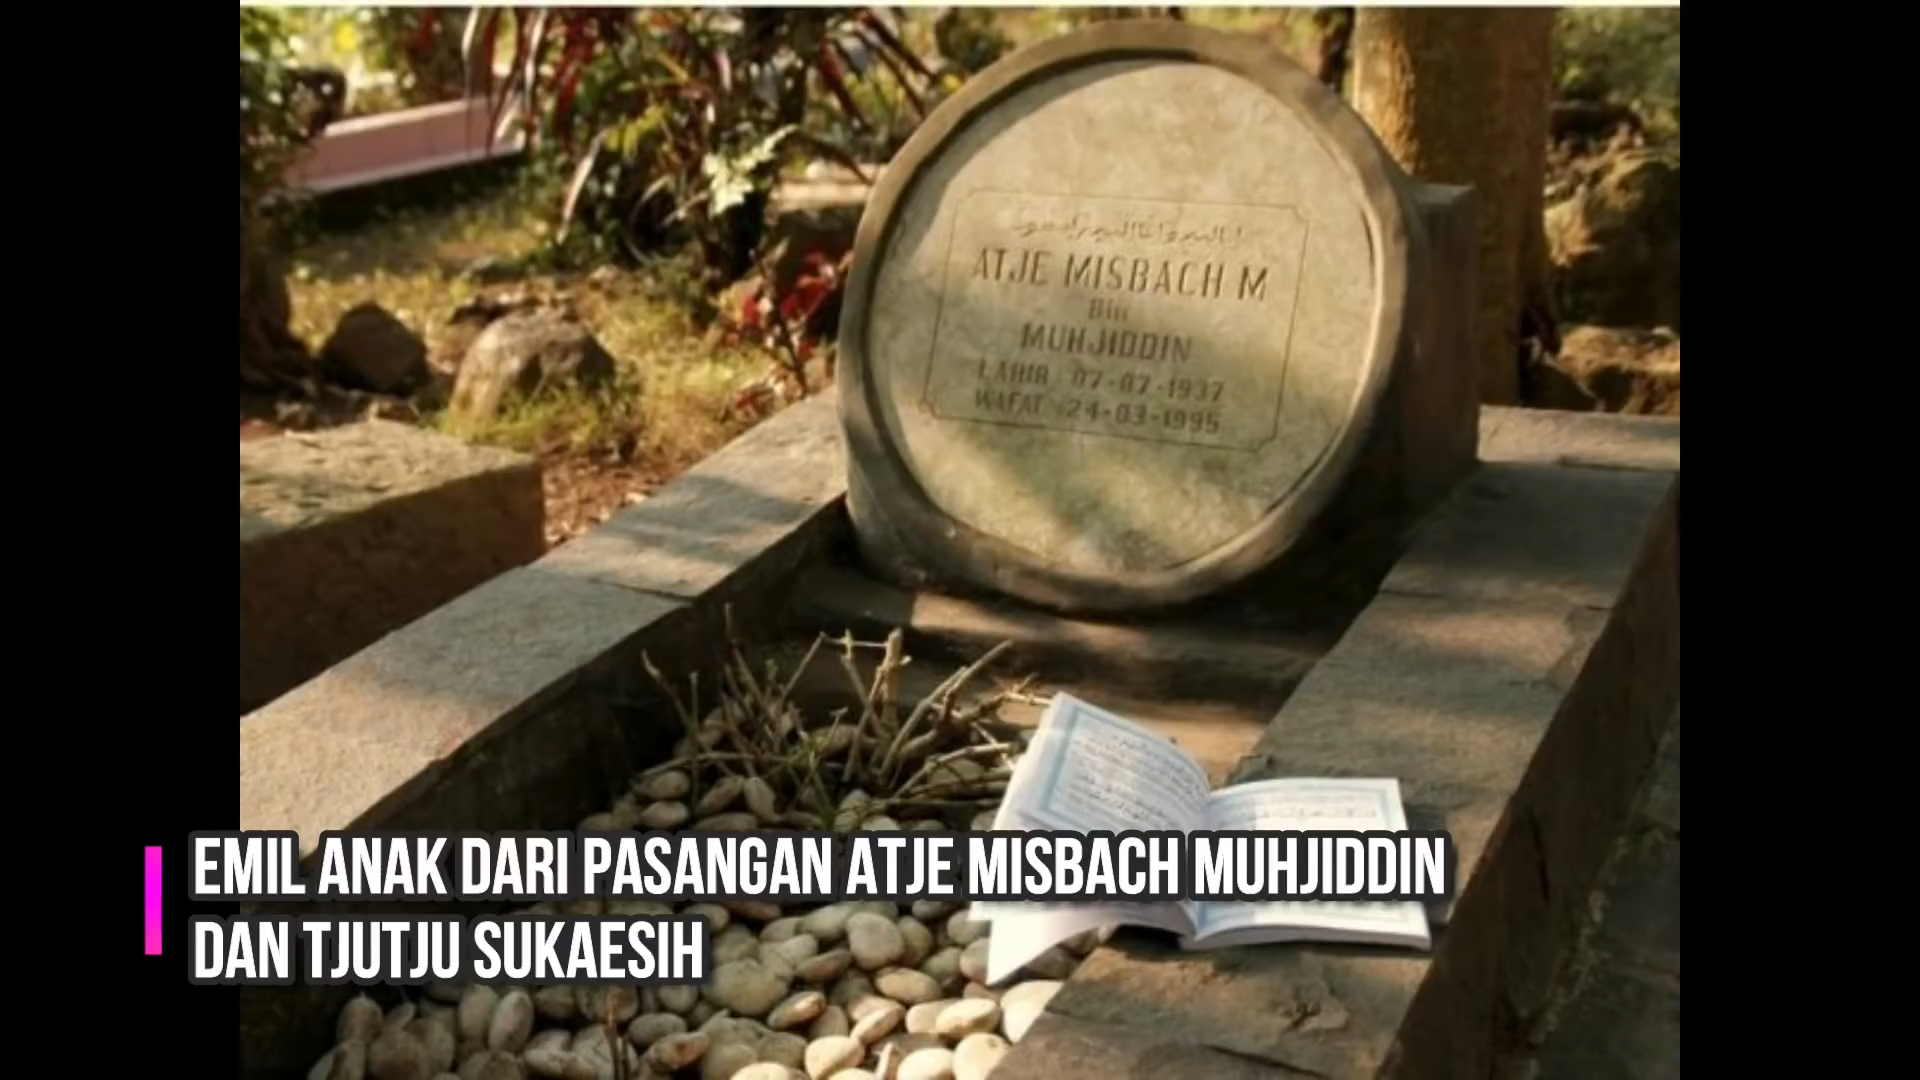 ATJE MISBACH M
Bin
MUHJIDDIN
LAHIR 07-07-1937
WAFAT 24-03-1995
EMIL ANAK DARI PASANGAN ATJE MISBACH MUHJIDDIN
DAN TJUTJU SUKAESIH